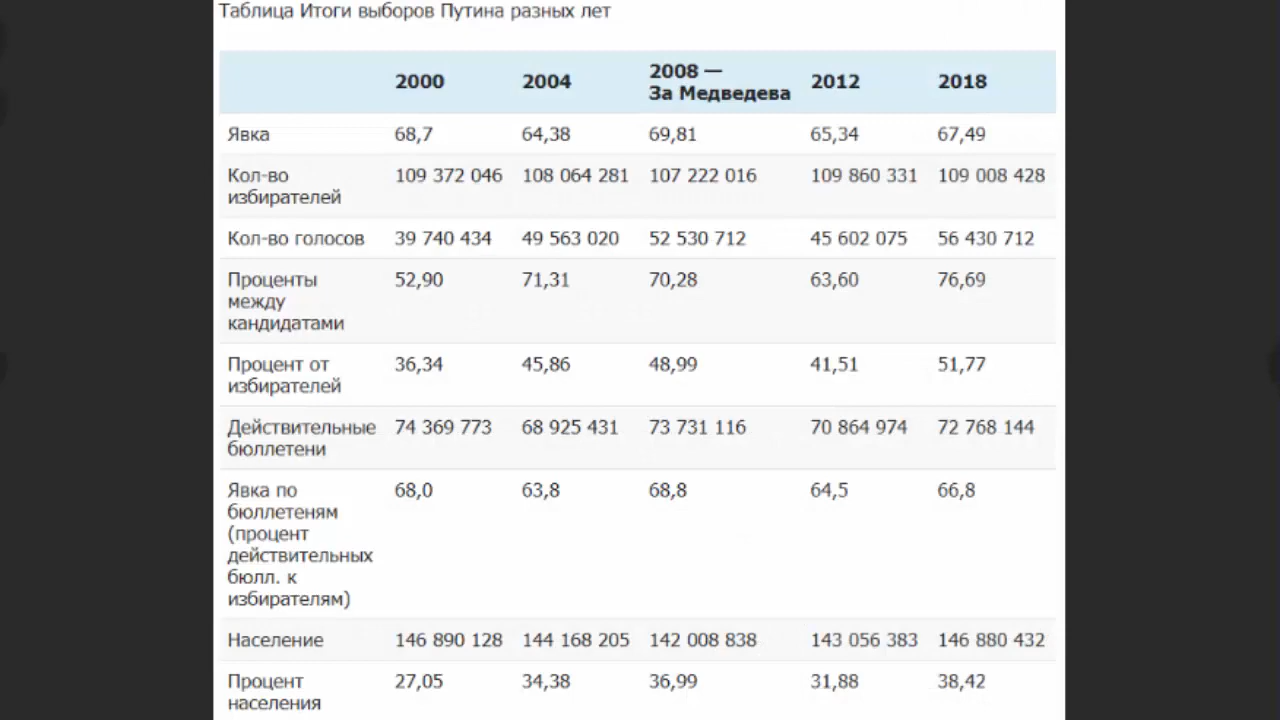 Таблица Итоги выборов Путина разных лет
2000 2004 2008 — За Медведева 2012 2018
Явка 68,7 64,38 69,81 65,34 67,49
Кол-во избирателей 109 372 046 108 064 281 107 222 016 109 860 331 109 008 428
Кол-во голосов 39 740 434 49 563 020 52 530 712 45 602 075 56 430 712
Проценты между кандидатами 52,90 71,31 70,28 63,60 76,69
Процент от избирателей 36,34 45,86 48,99 41,51 51,77
Действительные бюллетени 74 369 773 68 925 431 73 731 116 70 864 974 72 768 144
Явка по бюллетеням (процент действительных бюлл. к избирателям) 68,0 63,8 68,8 64,5 66,8
Население 146 890 128 144 168 205 142 008 838 143 056 383 146 880 432
Процент населения 27,05 34,38 36,99 31,88 38,42